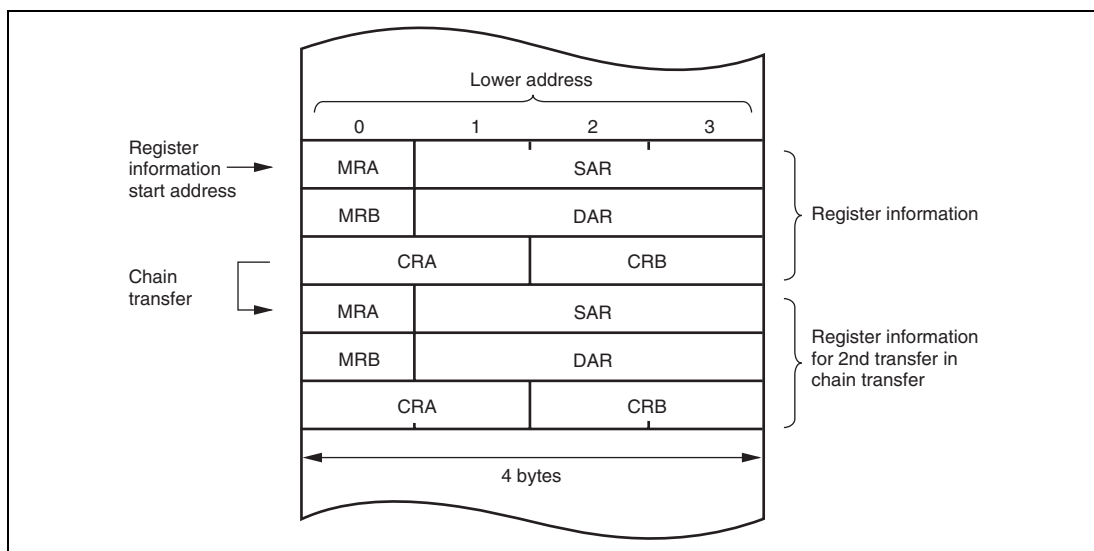 Lower address
0 1 2 3
Register
information
start address
MRA SAR
MRB DAR
CRA CRB
Register information
Chain
transfer
MRA SAR
MRB DAR
CRA CRB
Register information
for 2nd transfer in
chain transfer
4 bytes